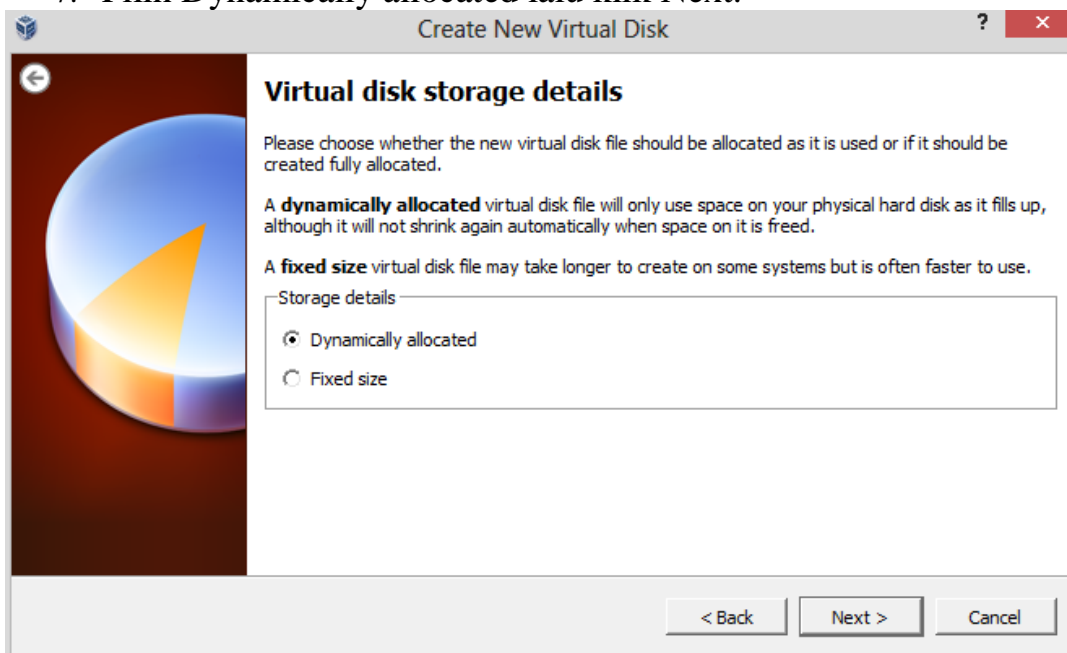 Dynamically allocated
Create New Virtual Disk
?
Virtual disk storage details
Please choose whether the new virtual disk file should be allocated as it is used or if it should be
created fully allocated.
A dynamically allocated virtual disk file will only use space on your physical hard disk as it fills up,
although it will not shrink again automatically when space on it is freed.
A fixed size virtual disk file may take longer to create on some systems but is often faster to use.
Storage details
Dynamically allocated
Fixed size
< Back Next > Cancel